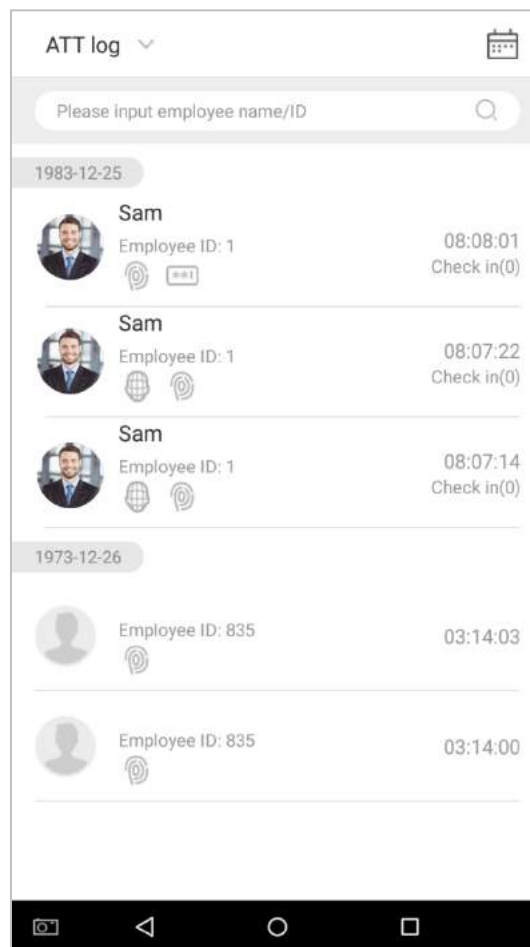 ATT log
Please input employee name/ID
1983-12-25
Sam
Employee ID: 1
08:08:01
Check in(0)
**1
Sam
Employee ID: 1
08:07:22
Check in(0)
Sam
Employee ID: 1
08:07:14
Check in(0)
1973-12-26
Employee ID: 835
03:14:03
Employee ID: 835
03:14:00